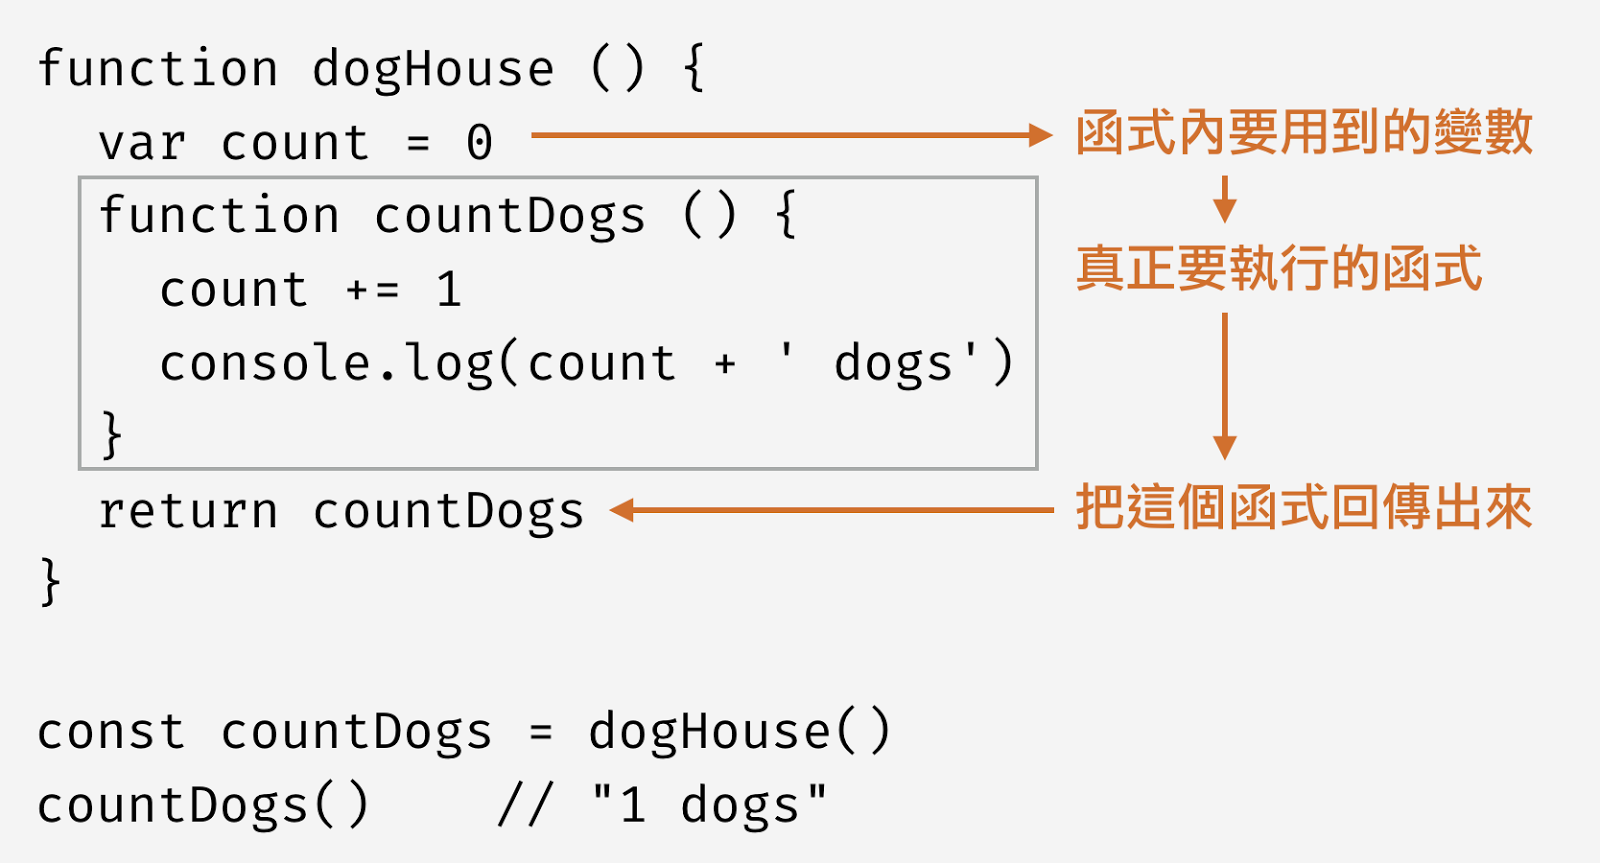 function dogHouse () {
var count = 0
函式內要用到的變數
function countDogs () {
真正要執行的函式
count += 1
console.log(count + ' dogs')
}
return countDogs
把這個函式回傳出來
}
const countDogs = dogHouse()
countDogs()    // "1 dogs"